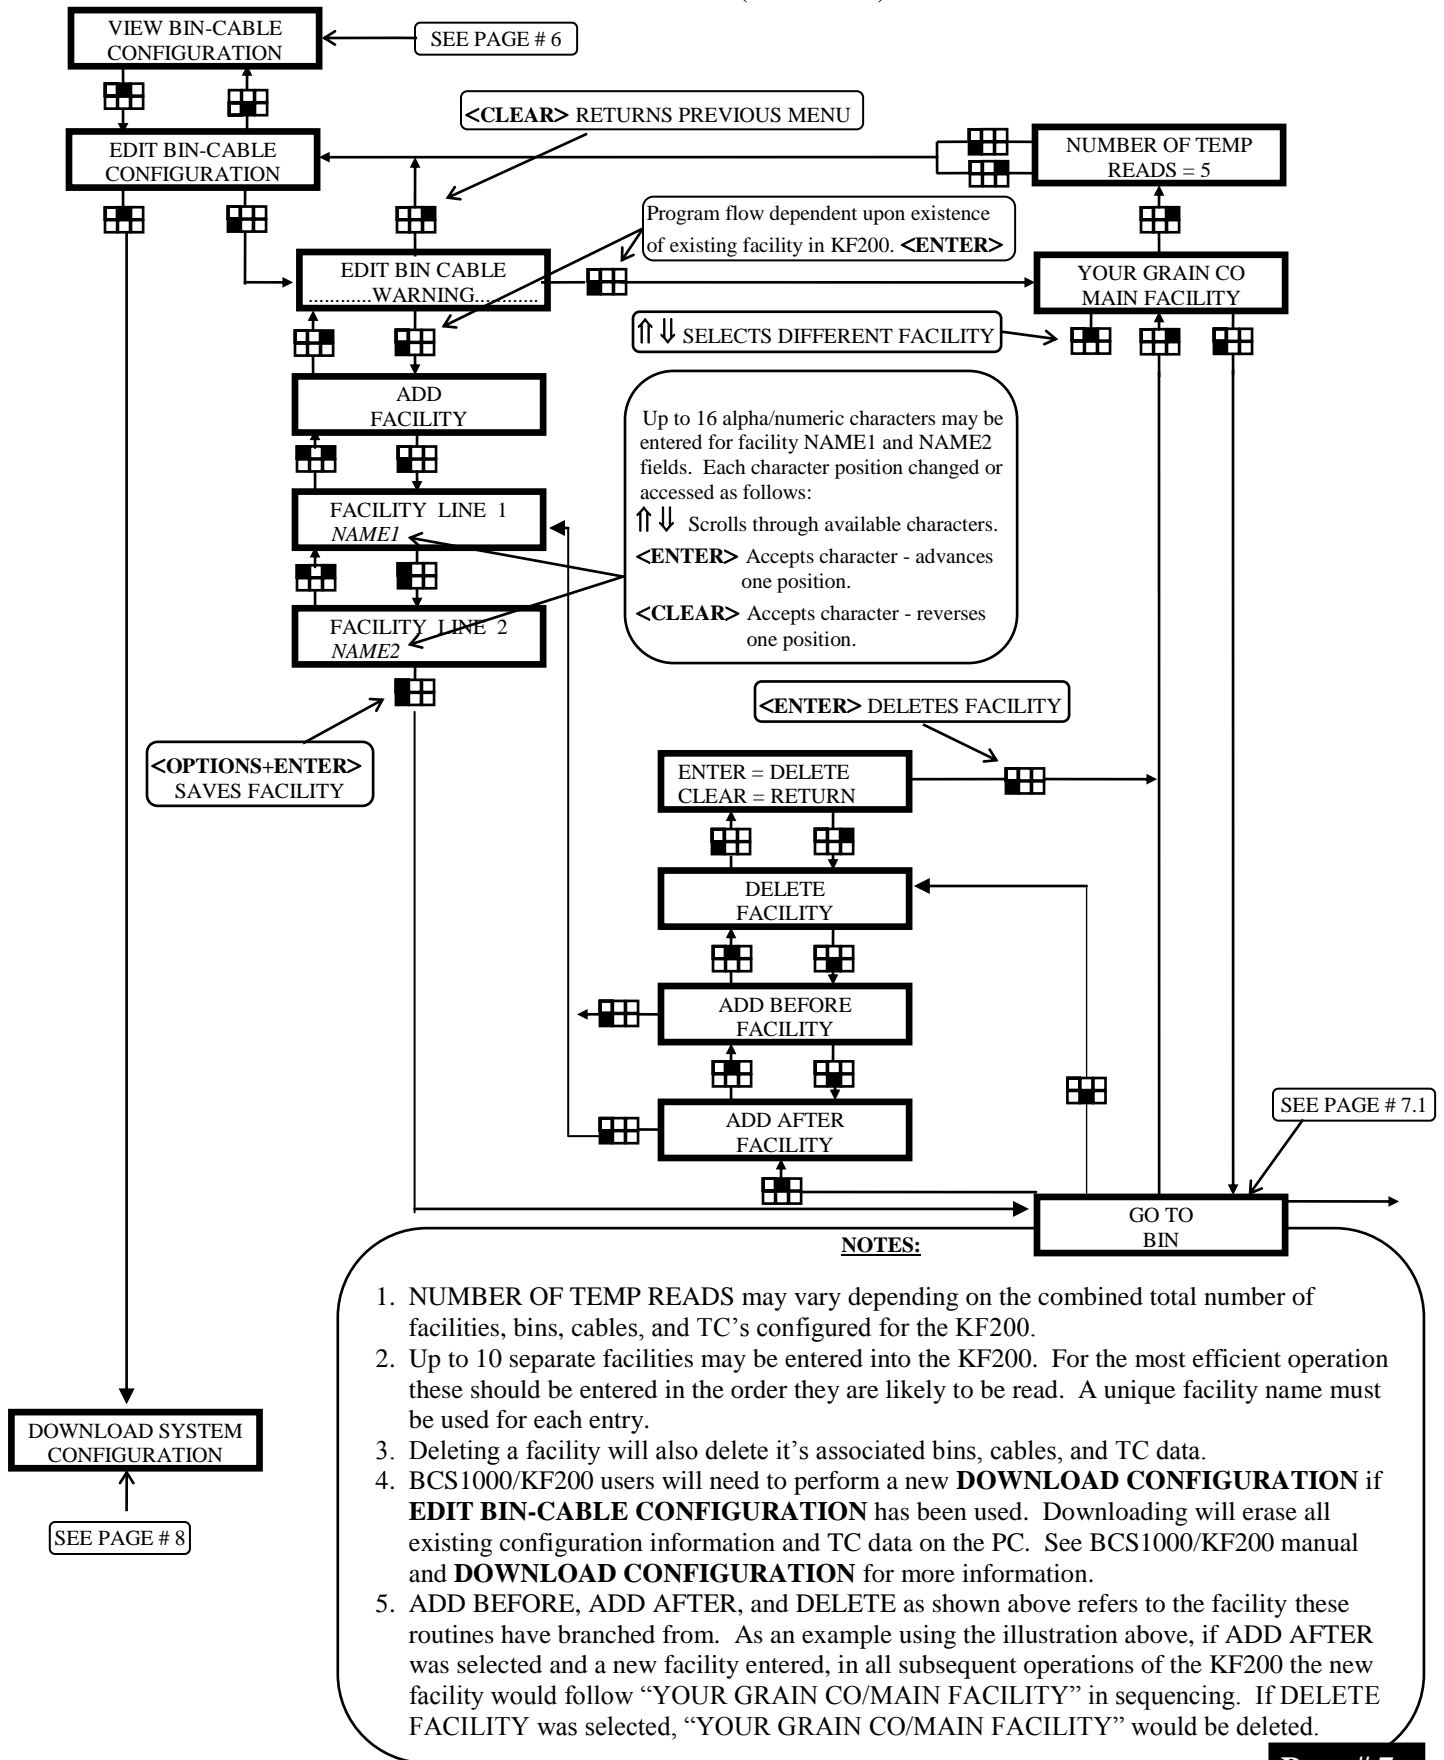 VIEW BIN-CABLE
CONFIGURATION
SEE PAGE # 6
<CLEAR> RETURNS PREVIOUS MENU
EDIT BIN-CABLE
CONFIGURATION
NUMBER OF TEMP
READS = 5
Program flow dependent upon existence
of existing facility in KF200. <ENTER>
EDIT BIN CABLE
............WARNING............
YOUR GRAIN CO
MAIN FACILITY
⇑ ⇓ SELECTS DIFFERENT FACILITY
ADD
FACILITY
Up to 16 alpha/numeric characters may be
entered for facility NAME1 and NAME2
fields. Each character position changed or
accessed as follows:
⇑ ⇓ Scrolls through available characters.
<ENTER> Accepts character - advances
one position.
<CLEAR> Accepts character - reverses
one position.
FACILITY LINE 1
NAME1
FACILITY LINE 2
NAME2
<ENTER> DELETES FACILITY
<OPTIONS+ENTER>
SAVES FACILITY
ENTER = DELETE
CLEAR = RETURN
DELETE
FACILITY
ADD BEFORE
FACILITY
ADD AFTER
FACILITY
SEE PAGE # 7.1
GO TO
BIN
NOTES:
1. NUMBER OF TEMP READS may vary depending on the combined total number of
facilities, bins, cables, and TC's configured for the KF200.
2. Up to 10 separate facilities may be entered into the KF200. For the most efficient operation
these should be entered in the order they are likely to be read. A unique facility name must
be used for each entry.
3. Deleting a facility will also delete it's associated bins, cables, and TC data.
4. BCS1000/KF200 users will need to perform a new DOWNLOAD CONFIGURATION if
EDIT BIN-CABLE CONFIGURATION has been used. Downloading will erase all
existing configuration information and TC data on the PC. See BCS1000/KF200 manual
and DOWNLOAD CONFIGURATION for more information.
5. ADD BEFORE, ADD AFTER, and DELETE as shown above refers to the facility these
routines have branched from. As an example using the illustration above, if ADD AFTER
was selected and a new facility entered, in all subsequent operations of the KF200 the new
facility would follow “YOUR GRAIN CO/MAIN FACILITY” in sequencing. If DELETE
FACILITY was selected, “YOUR GRAIN CO/MAIN FACILITY” would be deleted.
DOWNLOAD SYSTEM
CONFIGURATION
SEE PAGE # 8